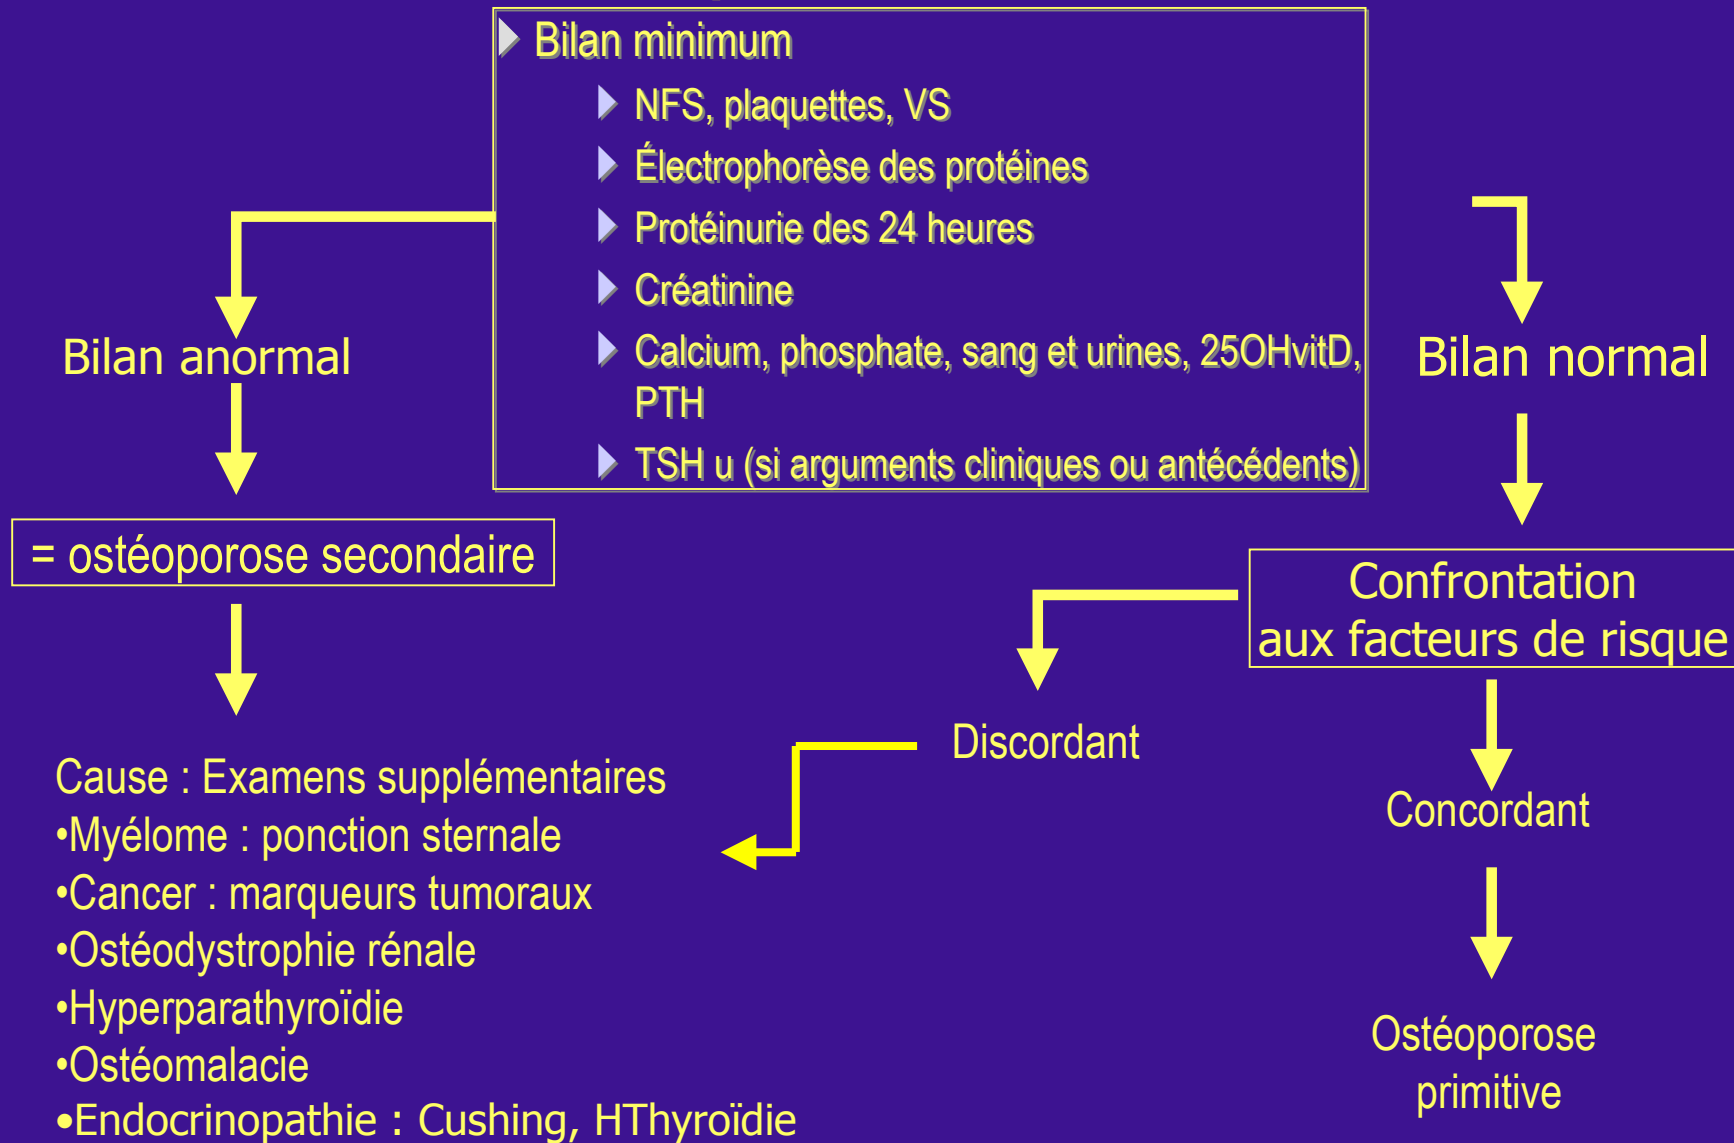 Bilan minimum
NFS, plaquettes, VS
Électrophorèse des protéines
Protéinurie des 24 heures
Créatinine
Calcium, phosphate, sang et urines, 25OHvitD,
PTH
TSH u (si arguments cliniques ou antécédents)
Bilan anormal
Bilan normal
= ostéoporose secondaire
Confrontation
aux facteurs de risque
Discordant
Concordant
Cause : Examens supplémentaires
•Myélome : ponction sternale
•Cancer : marqueurs tumoraux
•Ostéodystrophie rénale
•Hyperparathyroïdie
•Ostéomalacie
•Endocrinopathie : Cushing, HThyroïdie
Ostéoporose
primitive